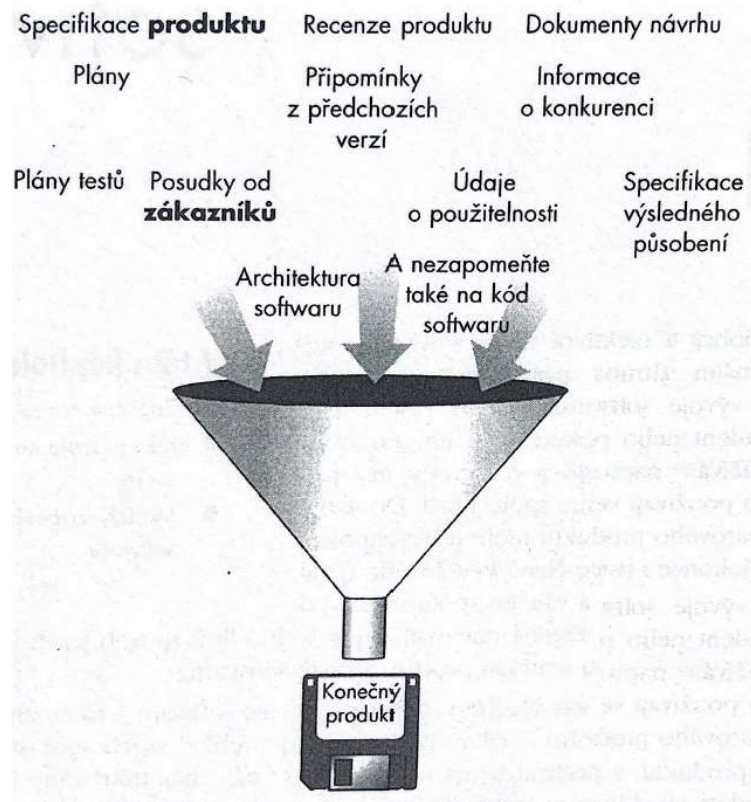 Specifikace produktu Recenze produktu Dokumenty návrhu
Plány
Připomínky
z předchozích
verzí
Informace
o konkurenci
Plány testů
Posudky od
zákazníků
Údaje
o použitelnosti
Specifikace
výsledného
působení
Architektura
softwaru
A nezapomeňte
také na kód
softwarů
Konečný
produkt